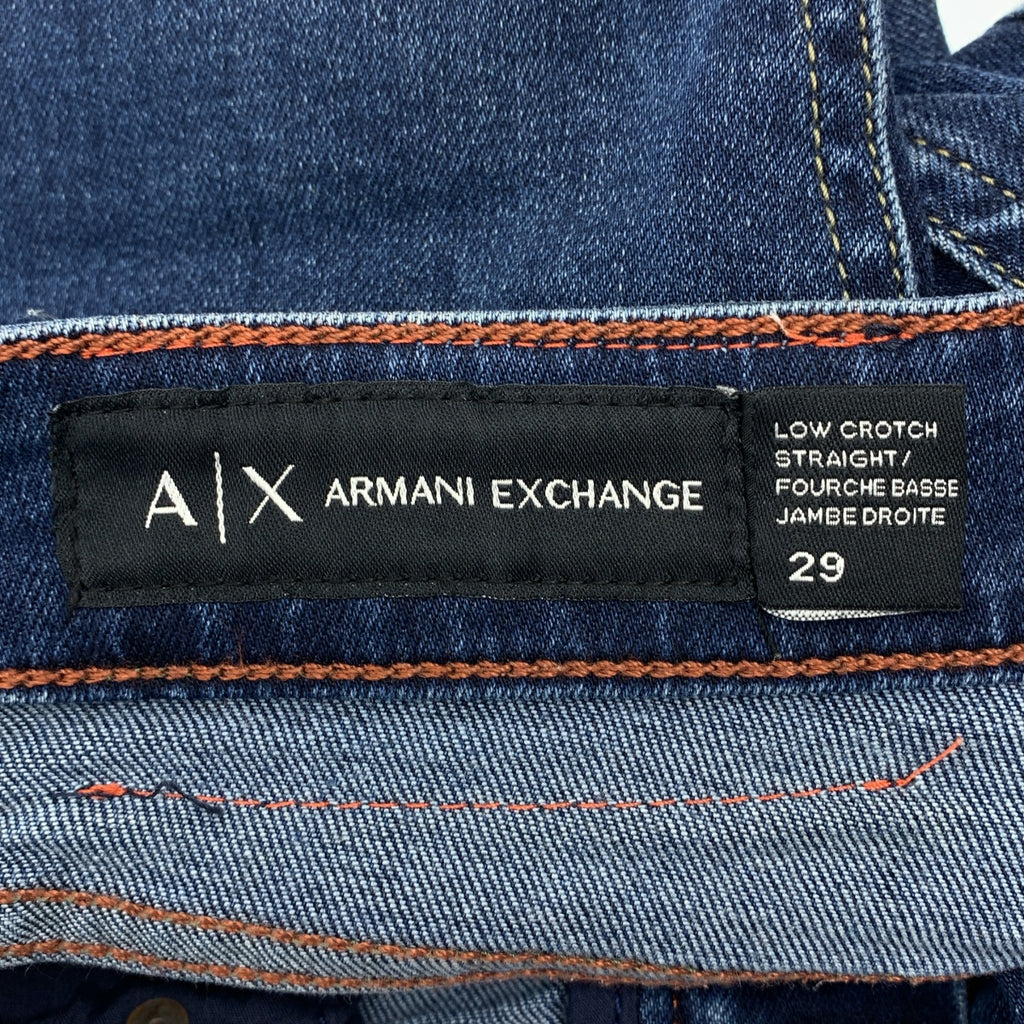 A|X ARMANI EXCHANGE
LOW CROTCH
STRAIGHT/
FOURCHE BASSE
JAMBE DROITE
29